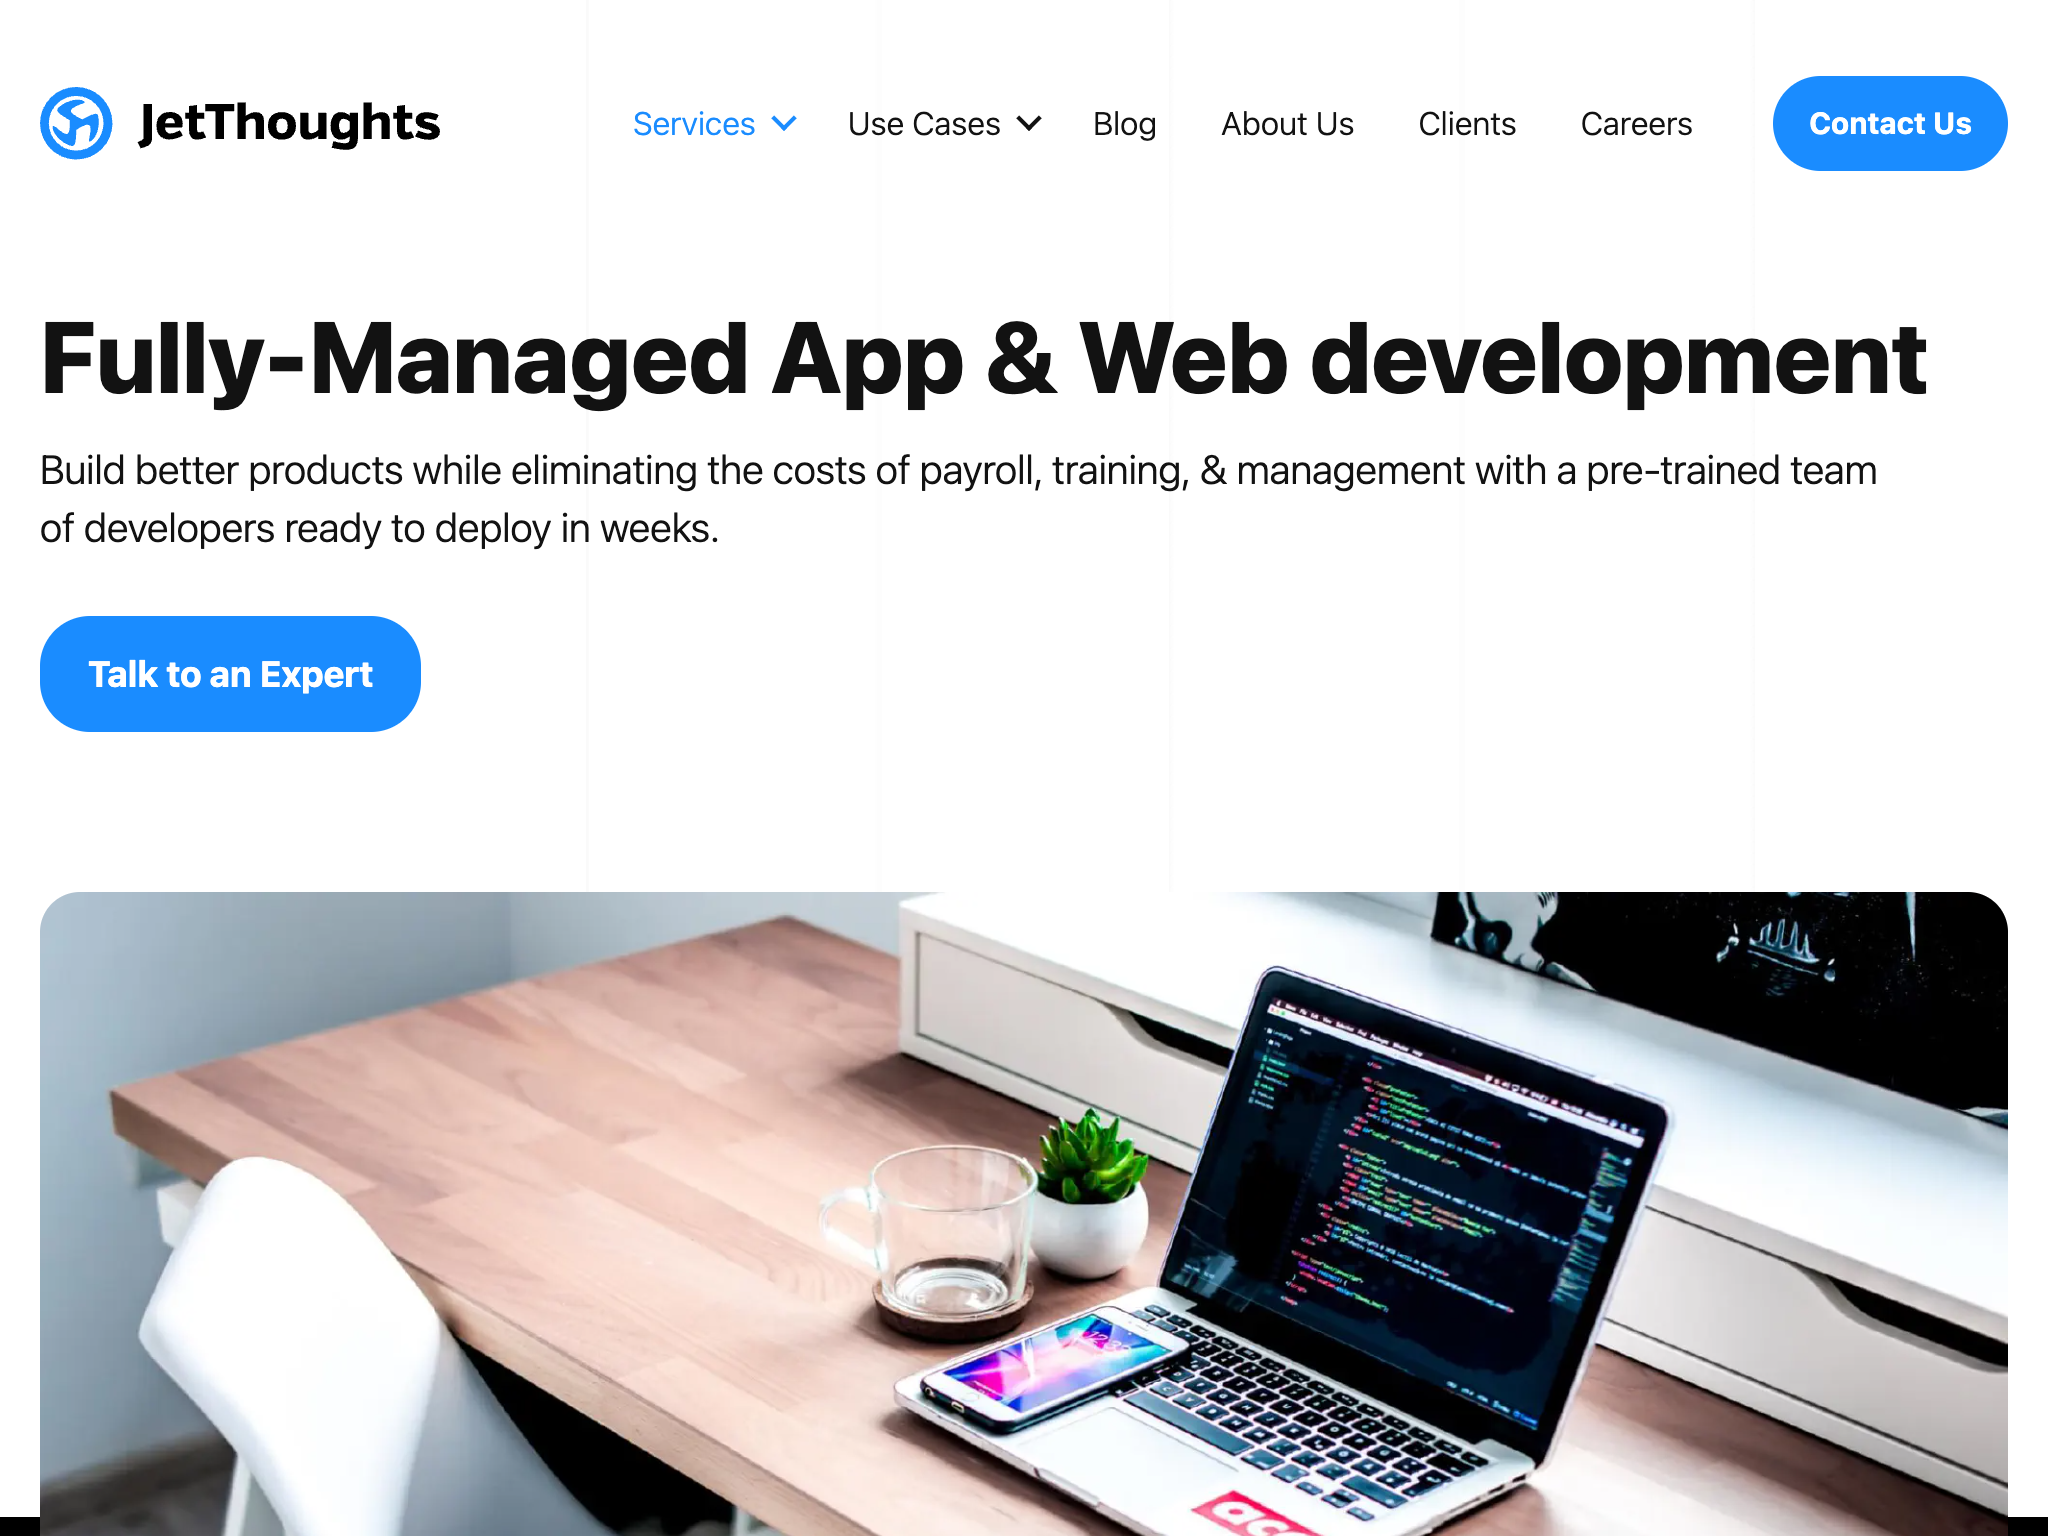 JetThoughts
Services
Use Cases
Blog
About Us
Clients
Careers
Contact Us
Fully-Managed App & Web development
Build better products while eliminating the costs of payroll, training, & management with a pre-trained team
of developers ready to deploy in weeks.
Talk to an Expert